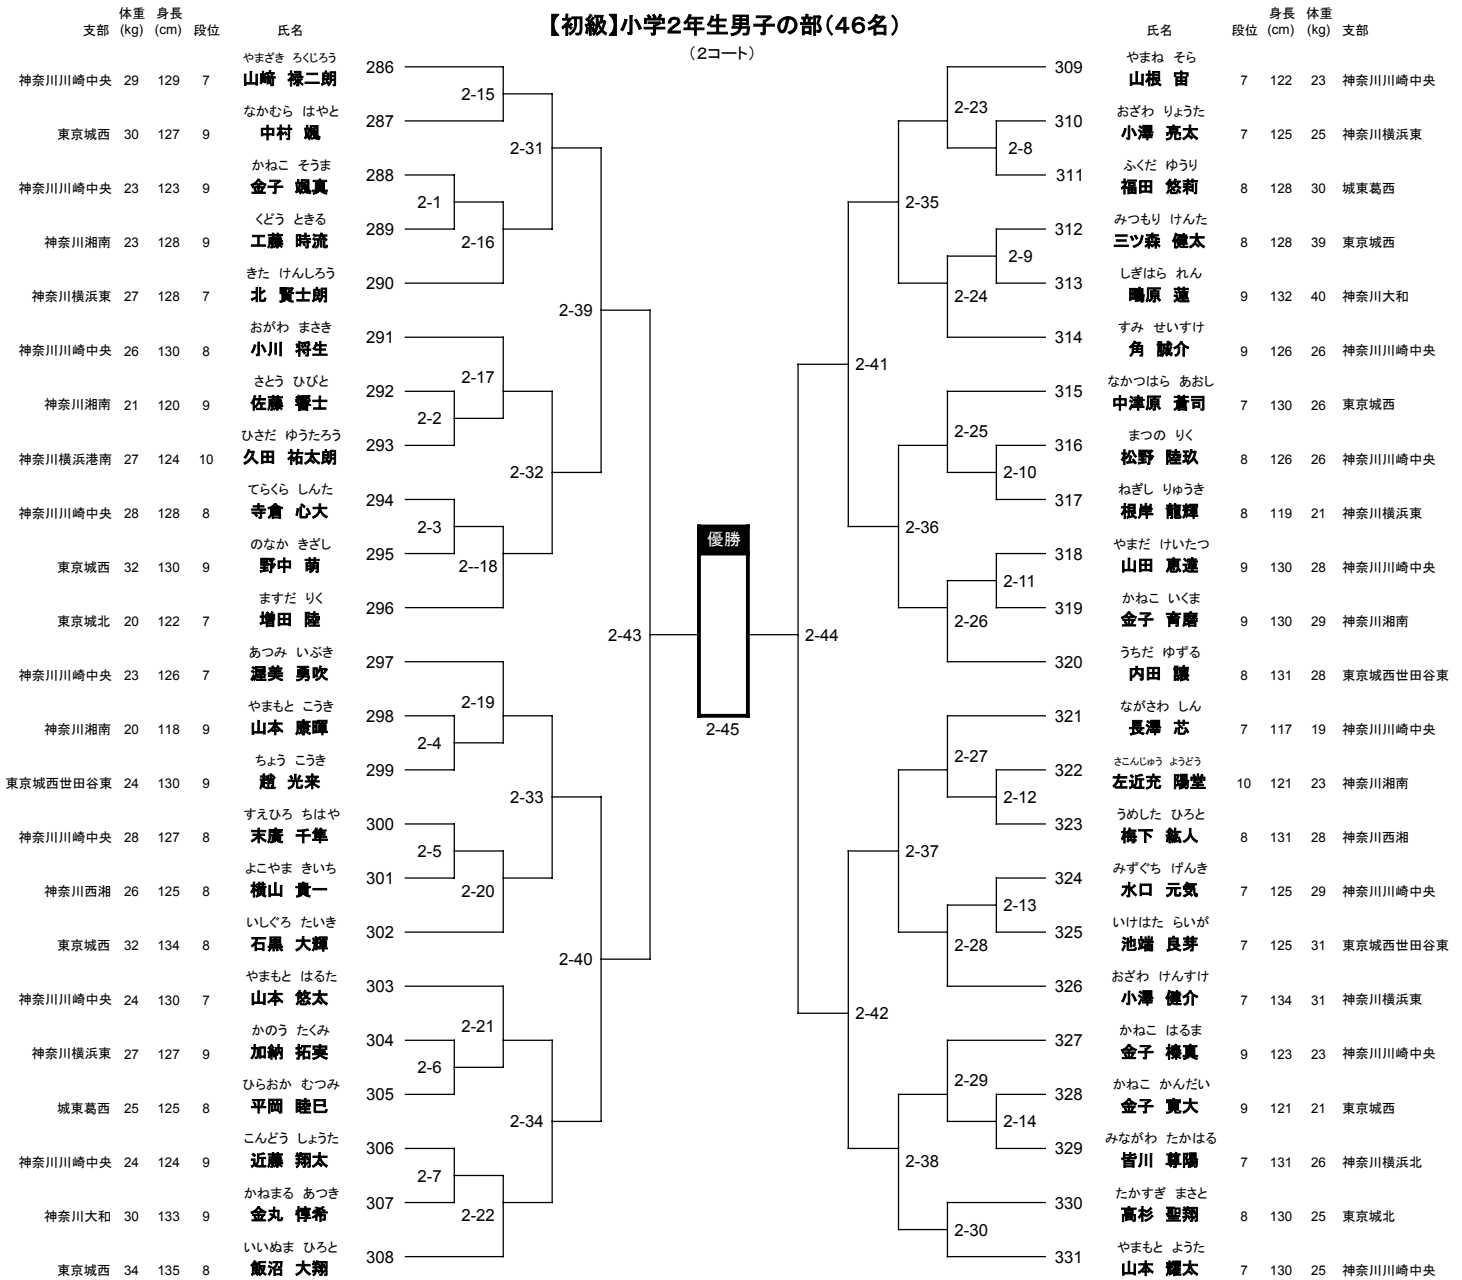 【初級】小学2年生男子の部(46名)
(2コート)
支部 体重(kg) 身長(cm) 段位 氏名
氏名 段位 身長(cm) 体重(kg) 支部
やまざき ろくじろう
神奈川川崎中央 29 129 7 山﨑 禄二朗 286
なかむら はやと
東京城西 30 127 9 中村 颯 287
かねこ そうま
神奈川川崎中央 23 123 9 金子 颯真 288
くどう ときる
神奈川湘南 23 128 9 工藤 時流 289
きた けんしろう
神奈川横浜東 27 128 7 北 賢士朗 290
おがわ まさき
神奈川川崎中央 26 130 8 小川 将生 291
さとう ひびと
神奈川湘南 21 120 9 佐藤 響士 292
ひさだ ゆうたろう
神奈川横浜港南 27 124 10 久田 祐太朗 293
てらくら しんた
神奈川川崎中央 28 128 8 寺倉 心大 294
のなか きざし
東京城西 32 130 9 野中 萌 295
ますだ りく
東京城北 20 122 7 増田 陸 296
あつみ いぶき
神奈川川崎中央 23 126 7 渥美 勇吹 297
やまもと こうき
神奈川湘南 20 118 9 山本 康暉 298
ちょう こうき
東京城西世田谷東 24 130 9 趙 光来 299
すえひろ ちはや
神奈川川崎中央 28 127 8 末廣 千隼 300
よこやま きいち
神奈川西湘 26 125 8 横山 貴一 301
いしぐろ たいき
東京城西 32 134 8 石黒 大輝 302
やまもと はるた
神奈川川崎中央 24 130 7 山本 悠太 303
かのう たくみ
神奈川横浜東 27 127 9 加納 拓実 304
ひらおか むつみ
城東葛西 25 125 8 平岡 睦巳 305
こんどう しょうた
神奈川川崎中央 24 124 9 近藤 翔太 306
かねまる あつき
神奈川大和 30 133 9 金丸 惇希 307
いいぬま ひろと
東京城西 34 135 8 飯沼 大翔 308
2-1
2-2
2-3
2-4
2-5
2-6
2-7
2-15
2-16
2-17
2--18
2-19
2-20
2-21
2-22
2-31
2-32
2-33
2-34
2-39
2-40
2-43
優勝
2-45
2-44
2-41
2-42
2-35
2-36
2-37
2-38
2-23
2-24
2-25
2-26
2-27
2-28
2-29
2-30
2-8
2-9
2-10
2-11
2-12
2-13
2-14
やまね そら
309 山根 宙 7 122 23 神奈川川崎中央
おざわ りょうた
310 小澤 亮太 7 125 25 神奈川横浜東
ふくだ ゆうり
311 福田 悠莉 8 128 30 城東葛西
みつもり けんた
312 三ツ森 健太 8 128 39 東京城西
しぎはら れん
313 鴫原 蓮 9 132 40 神奈川大和
すみ せいすけ
314 角 誠介 9 126 26 神奈川川崎中央
なかつはら あおし
315 中津原 蒼司 7 130 26 東京城西
まつの りく
316 松野 陸玖 8 126 26 神奈川川崎中央
ねぎし りゅうき
317 根岸 龍輝 8 119 21 神奈川横浜東
やまだ けいたつ
318 山田 恵達 9 130 28 神奈川川崎中央
かねこ いくま
319 金子 育磨 9 130 29 神奈川湘南
うちだ ゆずる
320 内田 譲 8 131 28 東京城西世田谷東
ながさわ しん
321 長澤 芯 7 117 19 神奈川川崎中央
さこんじゅう ようどう
322 左近充 陽堂 10 121 23 神奈川湘南
うめした ひろと
323 梅下 紘人 8 131 28 神奈川西湘
みずぐち げんき
324 水口 元気 7 125 29 神奈川川崎中央
いけはた らいが
325 池端 良芽 7 125 31 東京城西世田谷東
おざわ けんすけ
326 小澤 健介 7 134 31 神奈川横浜東
かねこ はるま
327 金子 榛真 9 123 23 神奈川川崎中央
かねこ かんだい
328 金子 寛大 9 121 21 東京城西
みながわ たかはる
329 皆川 尊陽 7 131 26 神奈川横浜北
たかすぎ まさと
330 高杉 聖翔 8 130 25 東京城北
やまもと ようた
331 山本 耀太 7 130 25 神奈川川崎中央